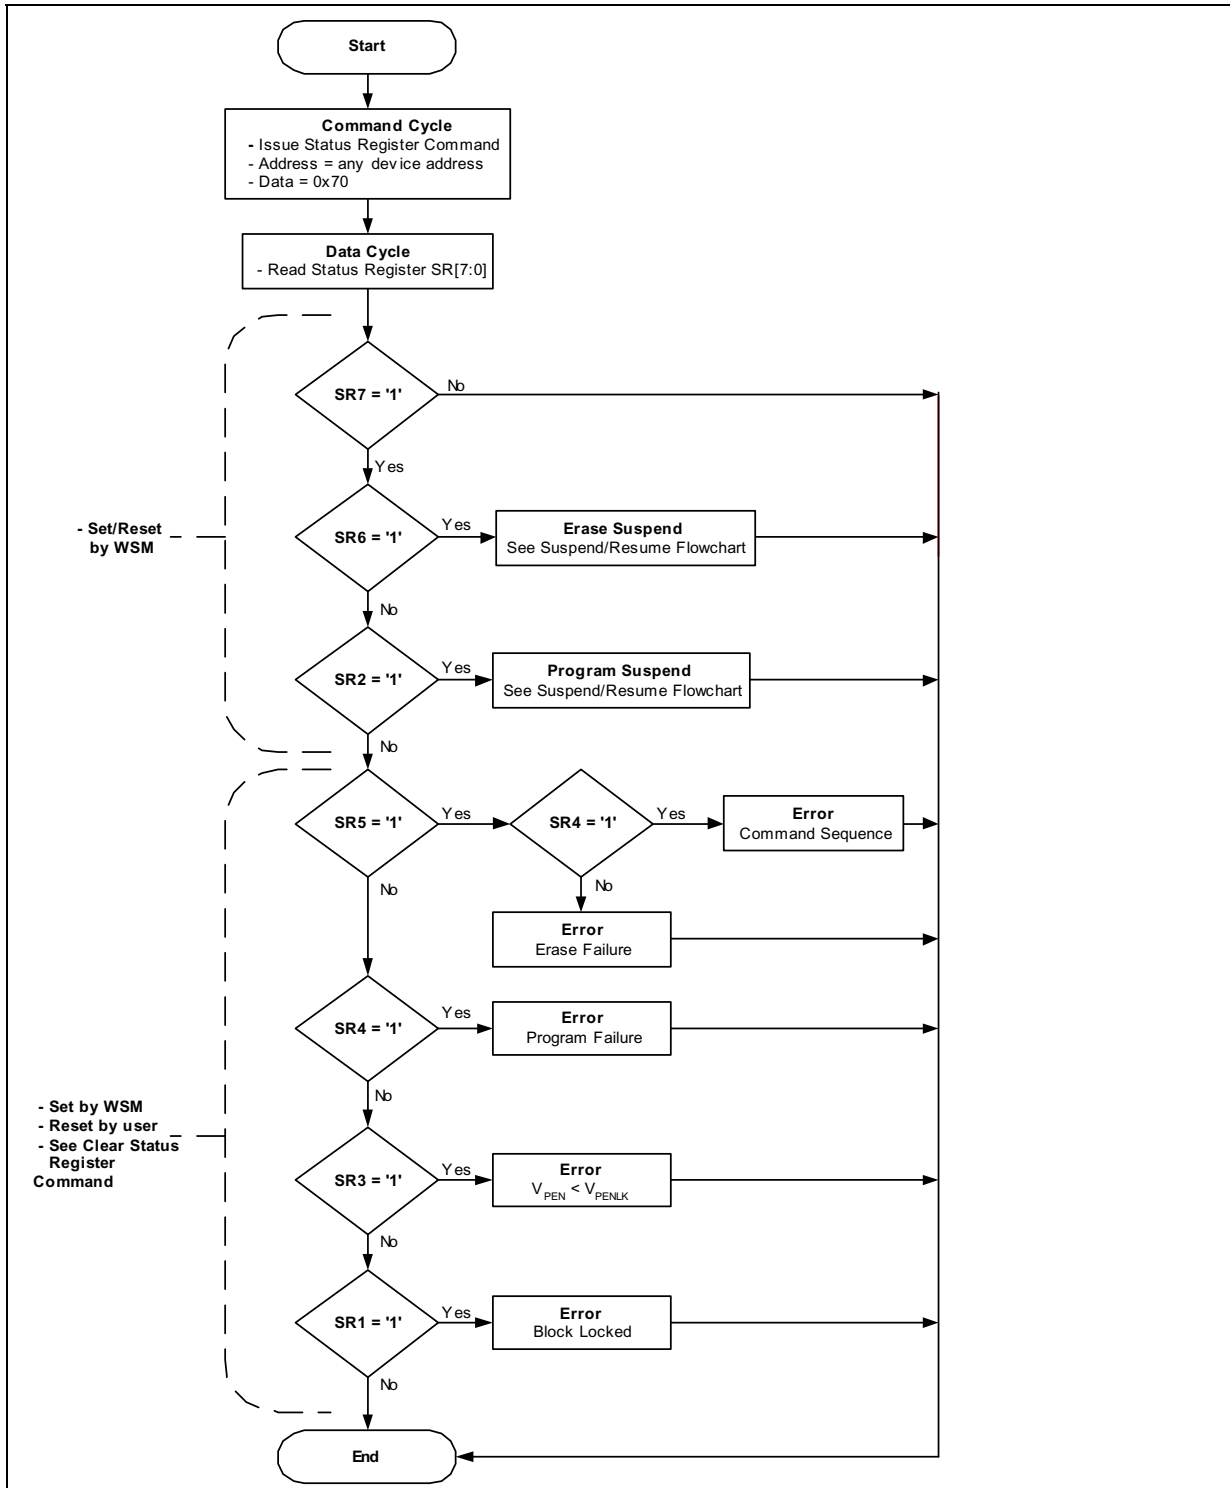 Start
Command Cycle
- Issue Status Register Command
- Address = any device address
- Data = 0x70
Data Cycle
- Read Status Register SR[7:0]
SR7 = '1'
No
Yes
- Set/Reset
by WSM
SR6 = '1'
Yes
Erase Suspend
See Suspend/Resume Flowchart
No
SR2 = '1'
Yes
Program Suspend
See Suspend/Resume Flowchart
No
SR5 = '1'
Yes
SR4 = '1'
Yes
Error
Command Sequence
No
No
Error
Erase Failure
SR4 = '1'
Yes
Error
Program Failure
No
- Set by WSM
- Reset by user
- See Clear Status
Register
Command
SR3 = '1'
Yes
Error
VPEN < VPENLK
No
SR1 = '1'
Yes
Error
Block Locked
No
End